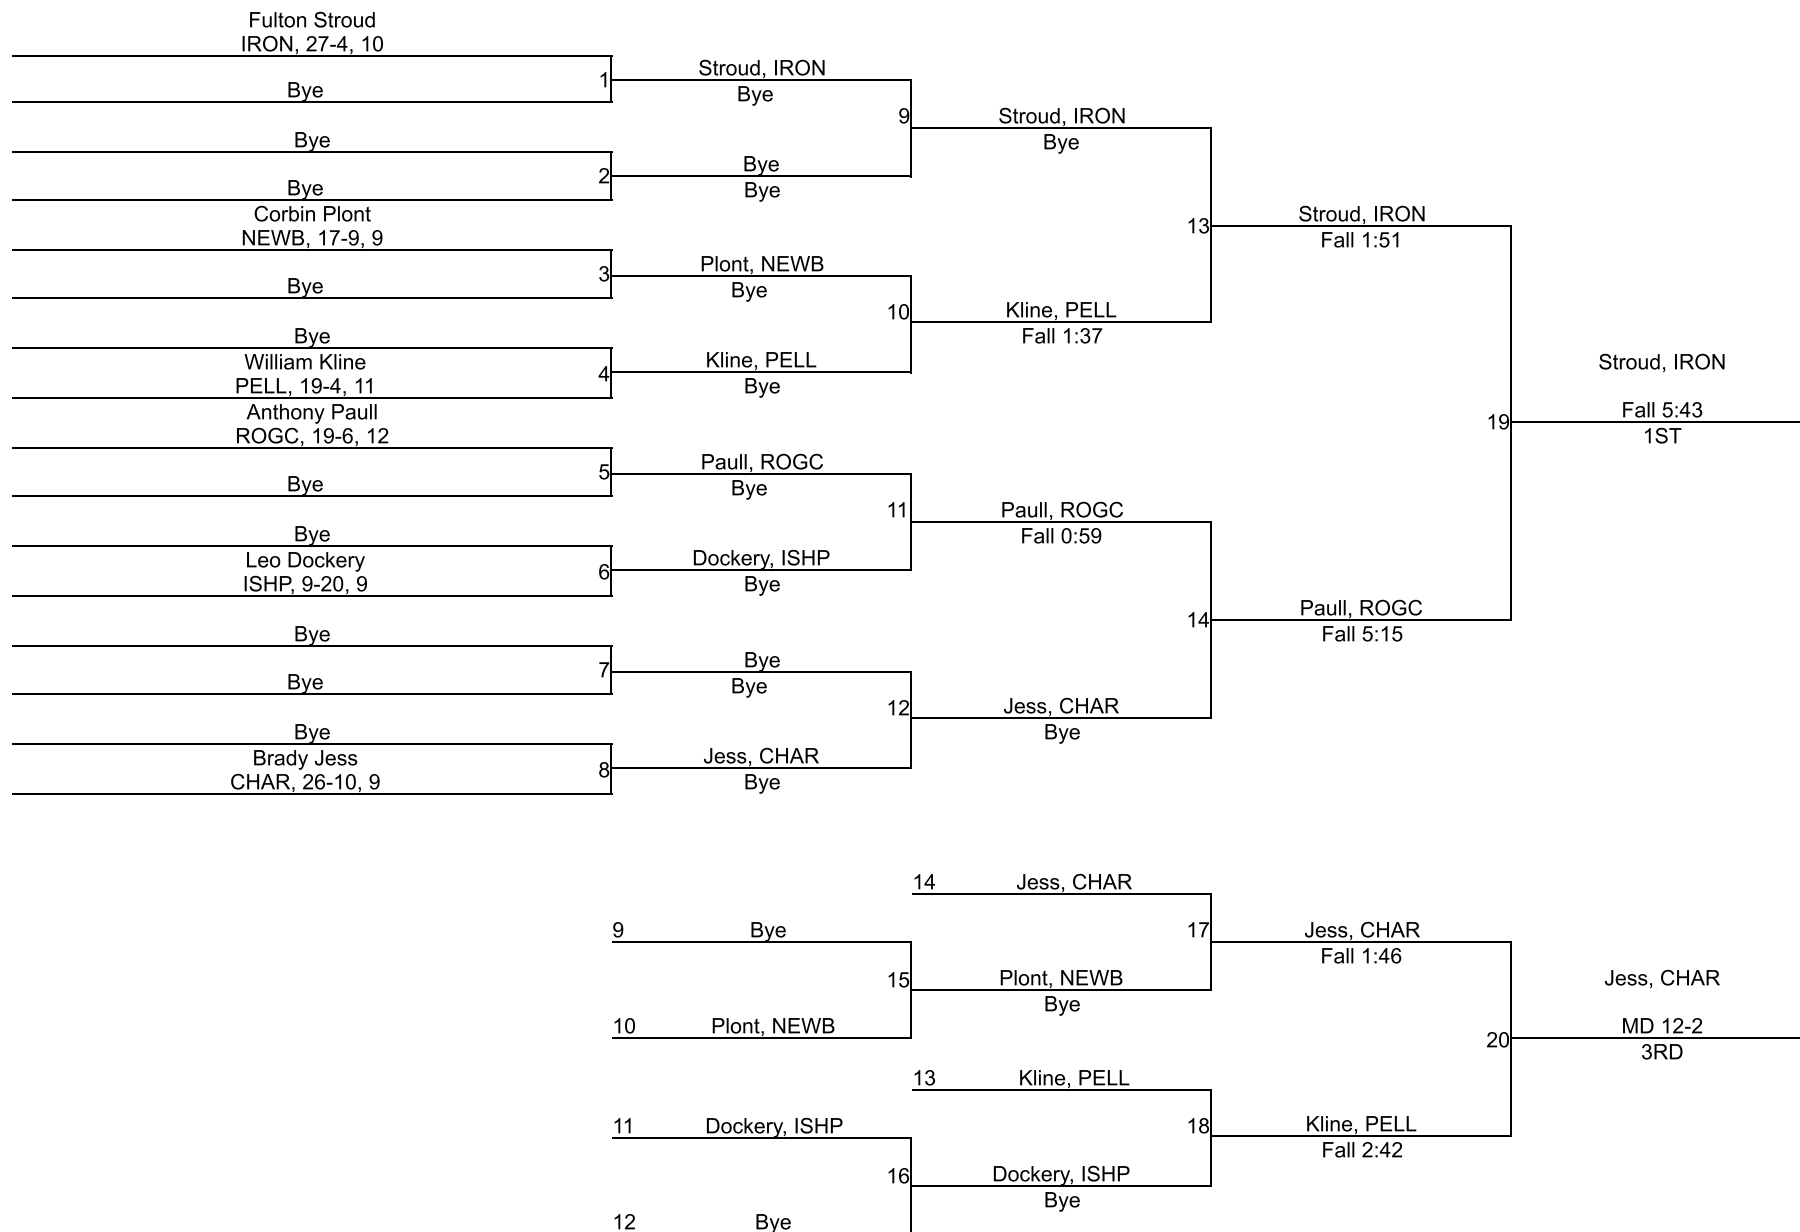 Fulton Stroud
IRON, 27-4, 10
1
Bye
Stroud, IRON
Bye
9
Bye
2
Bye
Bye
Bye
Stroud, IRON
Bye
Corbin Plont
NEWB, 17-9, 9
3
Bye
Plont, NEWB
Bye
10
Bye
William Kline
PELL, 19-4, 11
4
Kline, PELL
Bye
Kline, PELL
Fall 1:37
13
Stroud, IRON
Fall 1:51
Anthony Paull
ROGC, 19-6, 12
5
Bye
Paull, ROGC
Bye
11
Bye
Leo Dockery
ISHP, 9-20, 9
6
Dockery, ISHP
Bye
Paull, ROGC
Fall 0:59
14
Bye
7
Bye
Bye
Bye
12
Bye
Brady Jess
CHAR, 26-10, 9
8
Jess, CHAR
Bye
Jess, CHAR
Bye
Paull, ROGC
Fall 5:15
19
Stroud, IRON
Fall 5:43
1ST
14
Jess, CHAR
17
9
Bye
15
10
Plont, NEWB
Plont, NEWB
Bye
Jess, CHAR
Fall 1:46
20
13
Kline, PELL
18
11
Dockery, ISHP
16
12
Bye
Dockery, ISHP
Bye
Kline, PELL
Fall 2:42
Jess, CHAR
MD 12-2
3RD